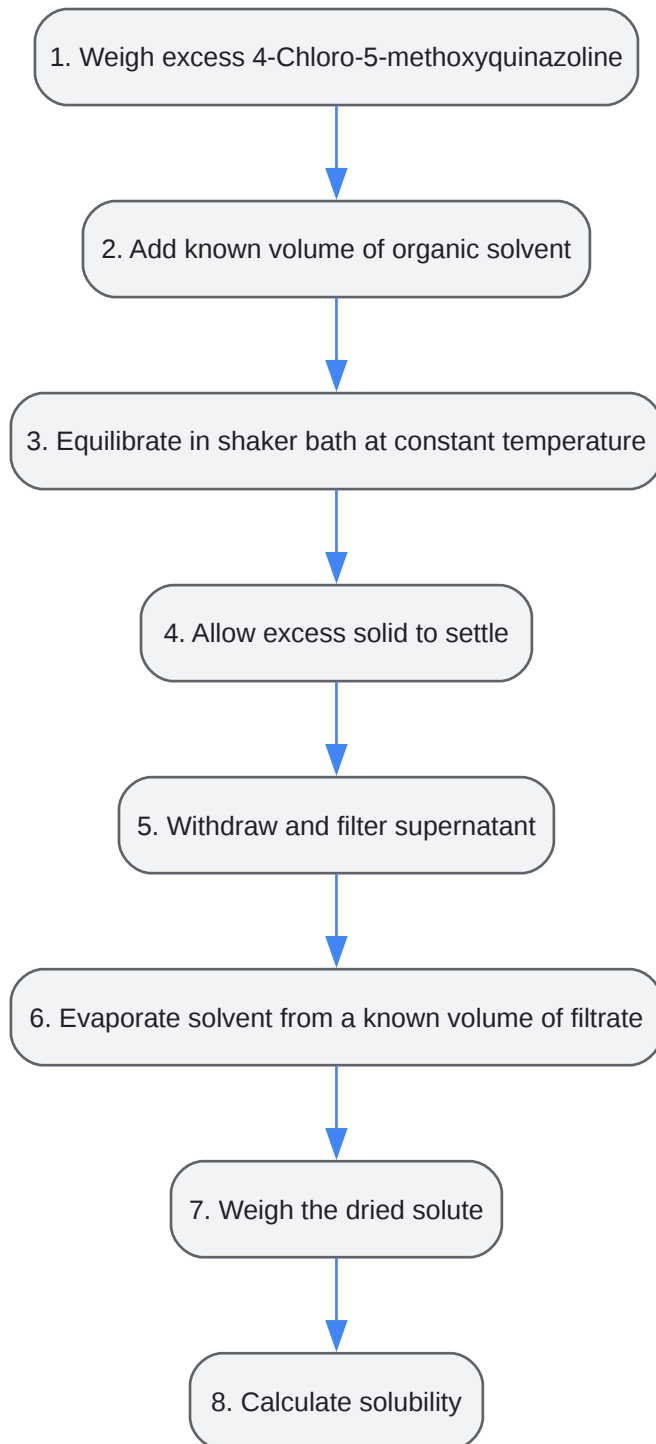 1. Weigh excess 4-Chloro-5-methoxyquinazoline
2. Add known volume of organic solvent
3. Equilibrate in shaker bath at constant temperature
4. Allow excess solid to settle
5. Withdraw and filter supernatant
6. Evaporate solvent from a known volume of filtrate
7. Weigh the dried solute
8. Calculate solubility